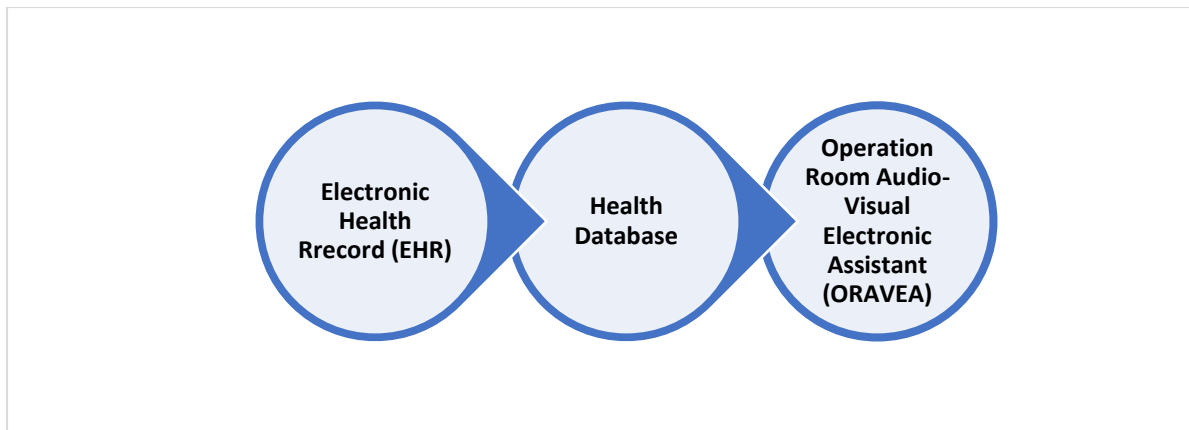 Electronic
Health
Rrecord (EHR)
Health
Database
Operation
Room Audio-
Visual
Electronic
Assistant
(ORAVEA)